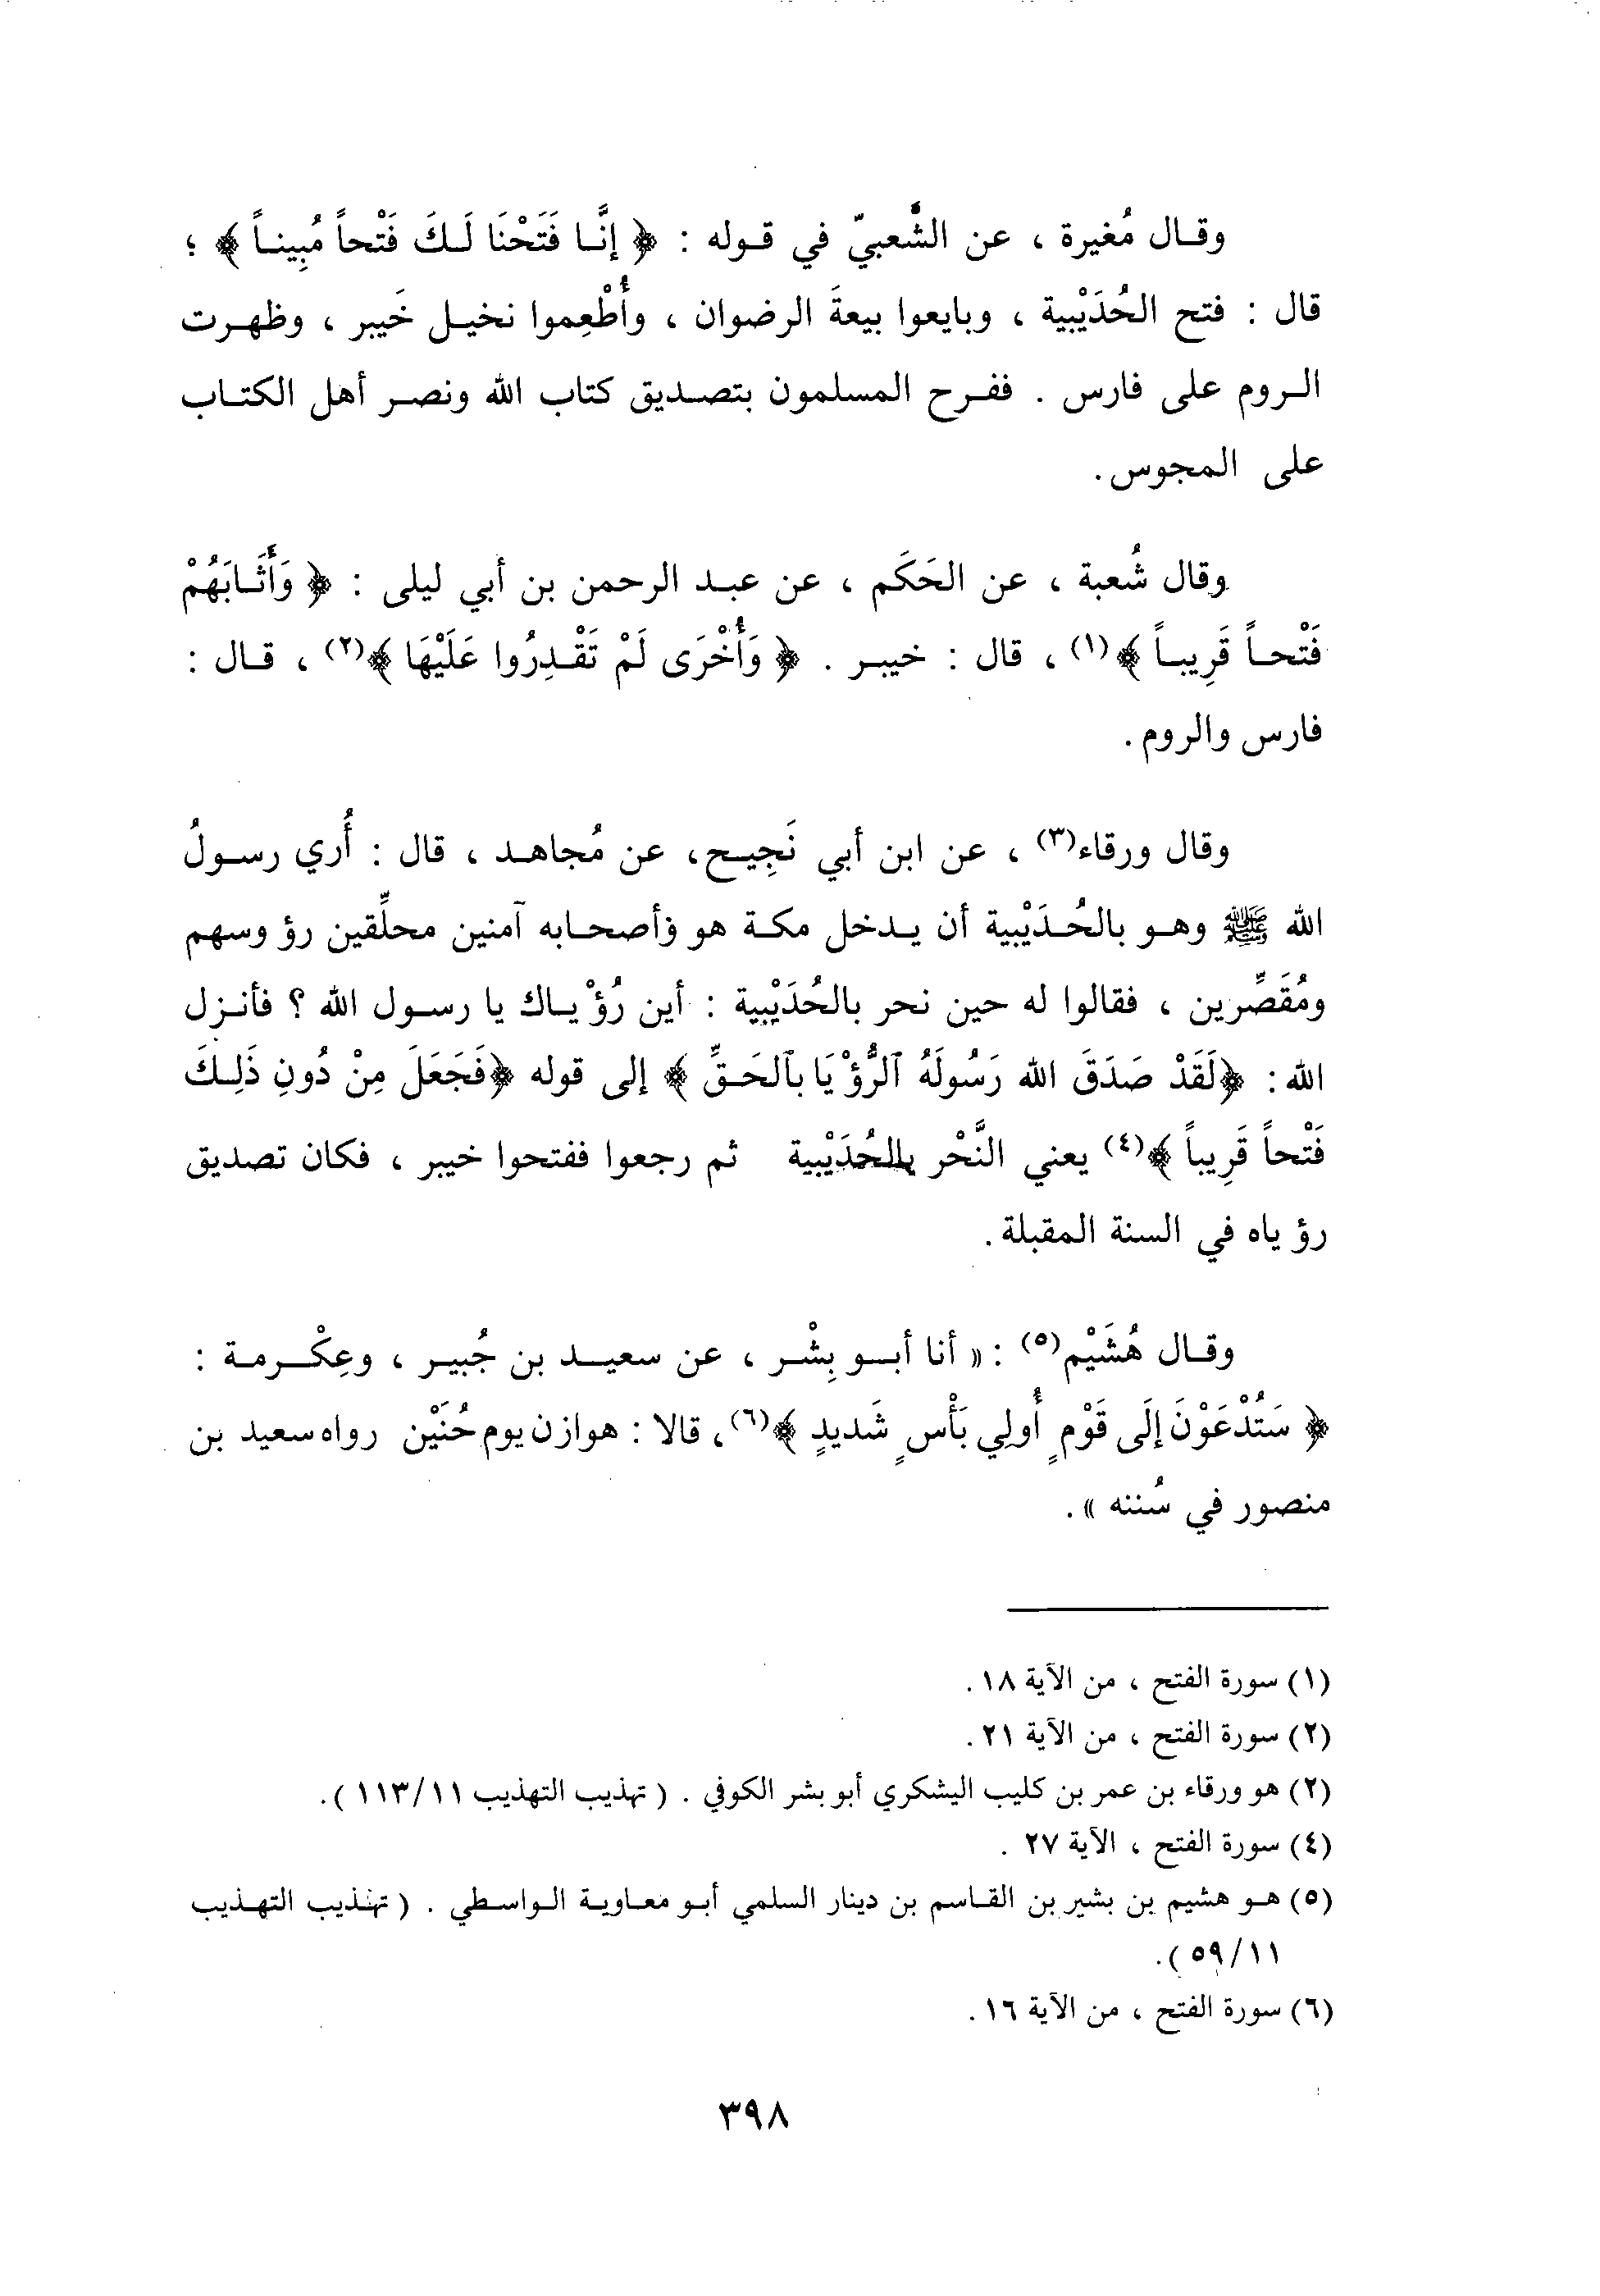 وقال مُغيرة ، عن الشَّعبيّ في قوله : ﴿ إِنَّا فَتَحْنَا لَكَ فَتْحاً مُبِيناً ﴾ ؛
قال : فتح الحُدَيْبية ، وبايعوا بيعةَ الرضوان ، وأُطْعِموا نخيل خَيبر ، وظهرت
الروم على فارس . ففرح المسلمون بتصديق كتاب الله ونصر أهل الكتاب
على المجوس .
وقال شُعبة ، عن الحَكَم ، عن عبد الرحمن بن أبي ليلى : ﴿ وَأَثَابَهُمْ
فَتْحاً قَرِيباً ﴾(١) ، قال : خيبر . ﴿ وَأُخْرَى لَمْ تَقْدِرُوا عَلَيْهَا ﴾(٢) ، قال :
فارس والروم .
وقال ورقاء(٣) ، عن ابن أبي نَجِيح، عن مُجاهد ، قال : أُري رسولُ
الله ﷺ وهو بالحُدَيْبية أن يدخل مكة هو وأصحابه آمنين محلِّقين رؤوسهم
ومُقَصِّرين ، فقالوا له حين نحر بالحُدَيْبية : أين رُؤْياك يا رسول الله ؟ فأنزل
الله : ﴿لَقَدْ صَدَقَ الله رَسُولَهُ ٱلرُّؤْيَا بِٱلحَقِّ ﴾ إلى قوله ﴿فَجَعَلَ مِنْ دُونِ ذَلِكَ
فَتْحاً قَرِيباً ﴾(٤) يعني النَّحْر بالحُدَيْبية ثم رجعوا ففتحوا خيبر ، فكان تصديق
رؤياه في السنة المقبلة .
وقال هُشَيْم(٥) : « أنا أبو بِشْر ، عن سعيد بن جُبير ، وعِكْرمة :
﴿ سَتُدْعَوْنَ إِلَى قَوْمٍ أُولِي بَأْسٍ شَديدٍ ﴾(٦)، قالا : هوازن يوم حُنَيْن رواه سعيد بن
منصور في سُننه » .
(١) سورة الفتح ، من الآية ١٨ .
(٢) سورة الفتح ، من الآية ٢١ .
(٢) هو ورقاء بن عمر بن كليب اليشكري أبو بشر الكوفي . ( تهذيب التهذيب ١١٣/١١ ) .
(٤) سورة الفتح ، الآية ٢٧ .
(٥) هو هشيم بن بشير بن القاسم بن دينار السلمي أبو معاوية الواسطي . ( تهذيب التهذيب
٥٩/١١ ) .
(٦) سورة الفتح ، من الآية ١٦ .
٣٩٨